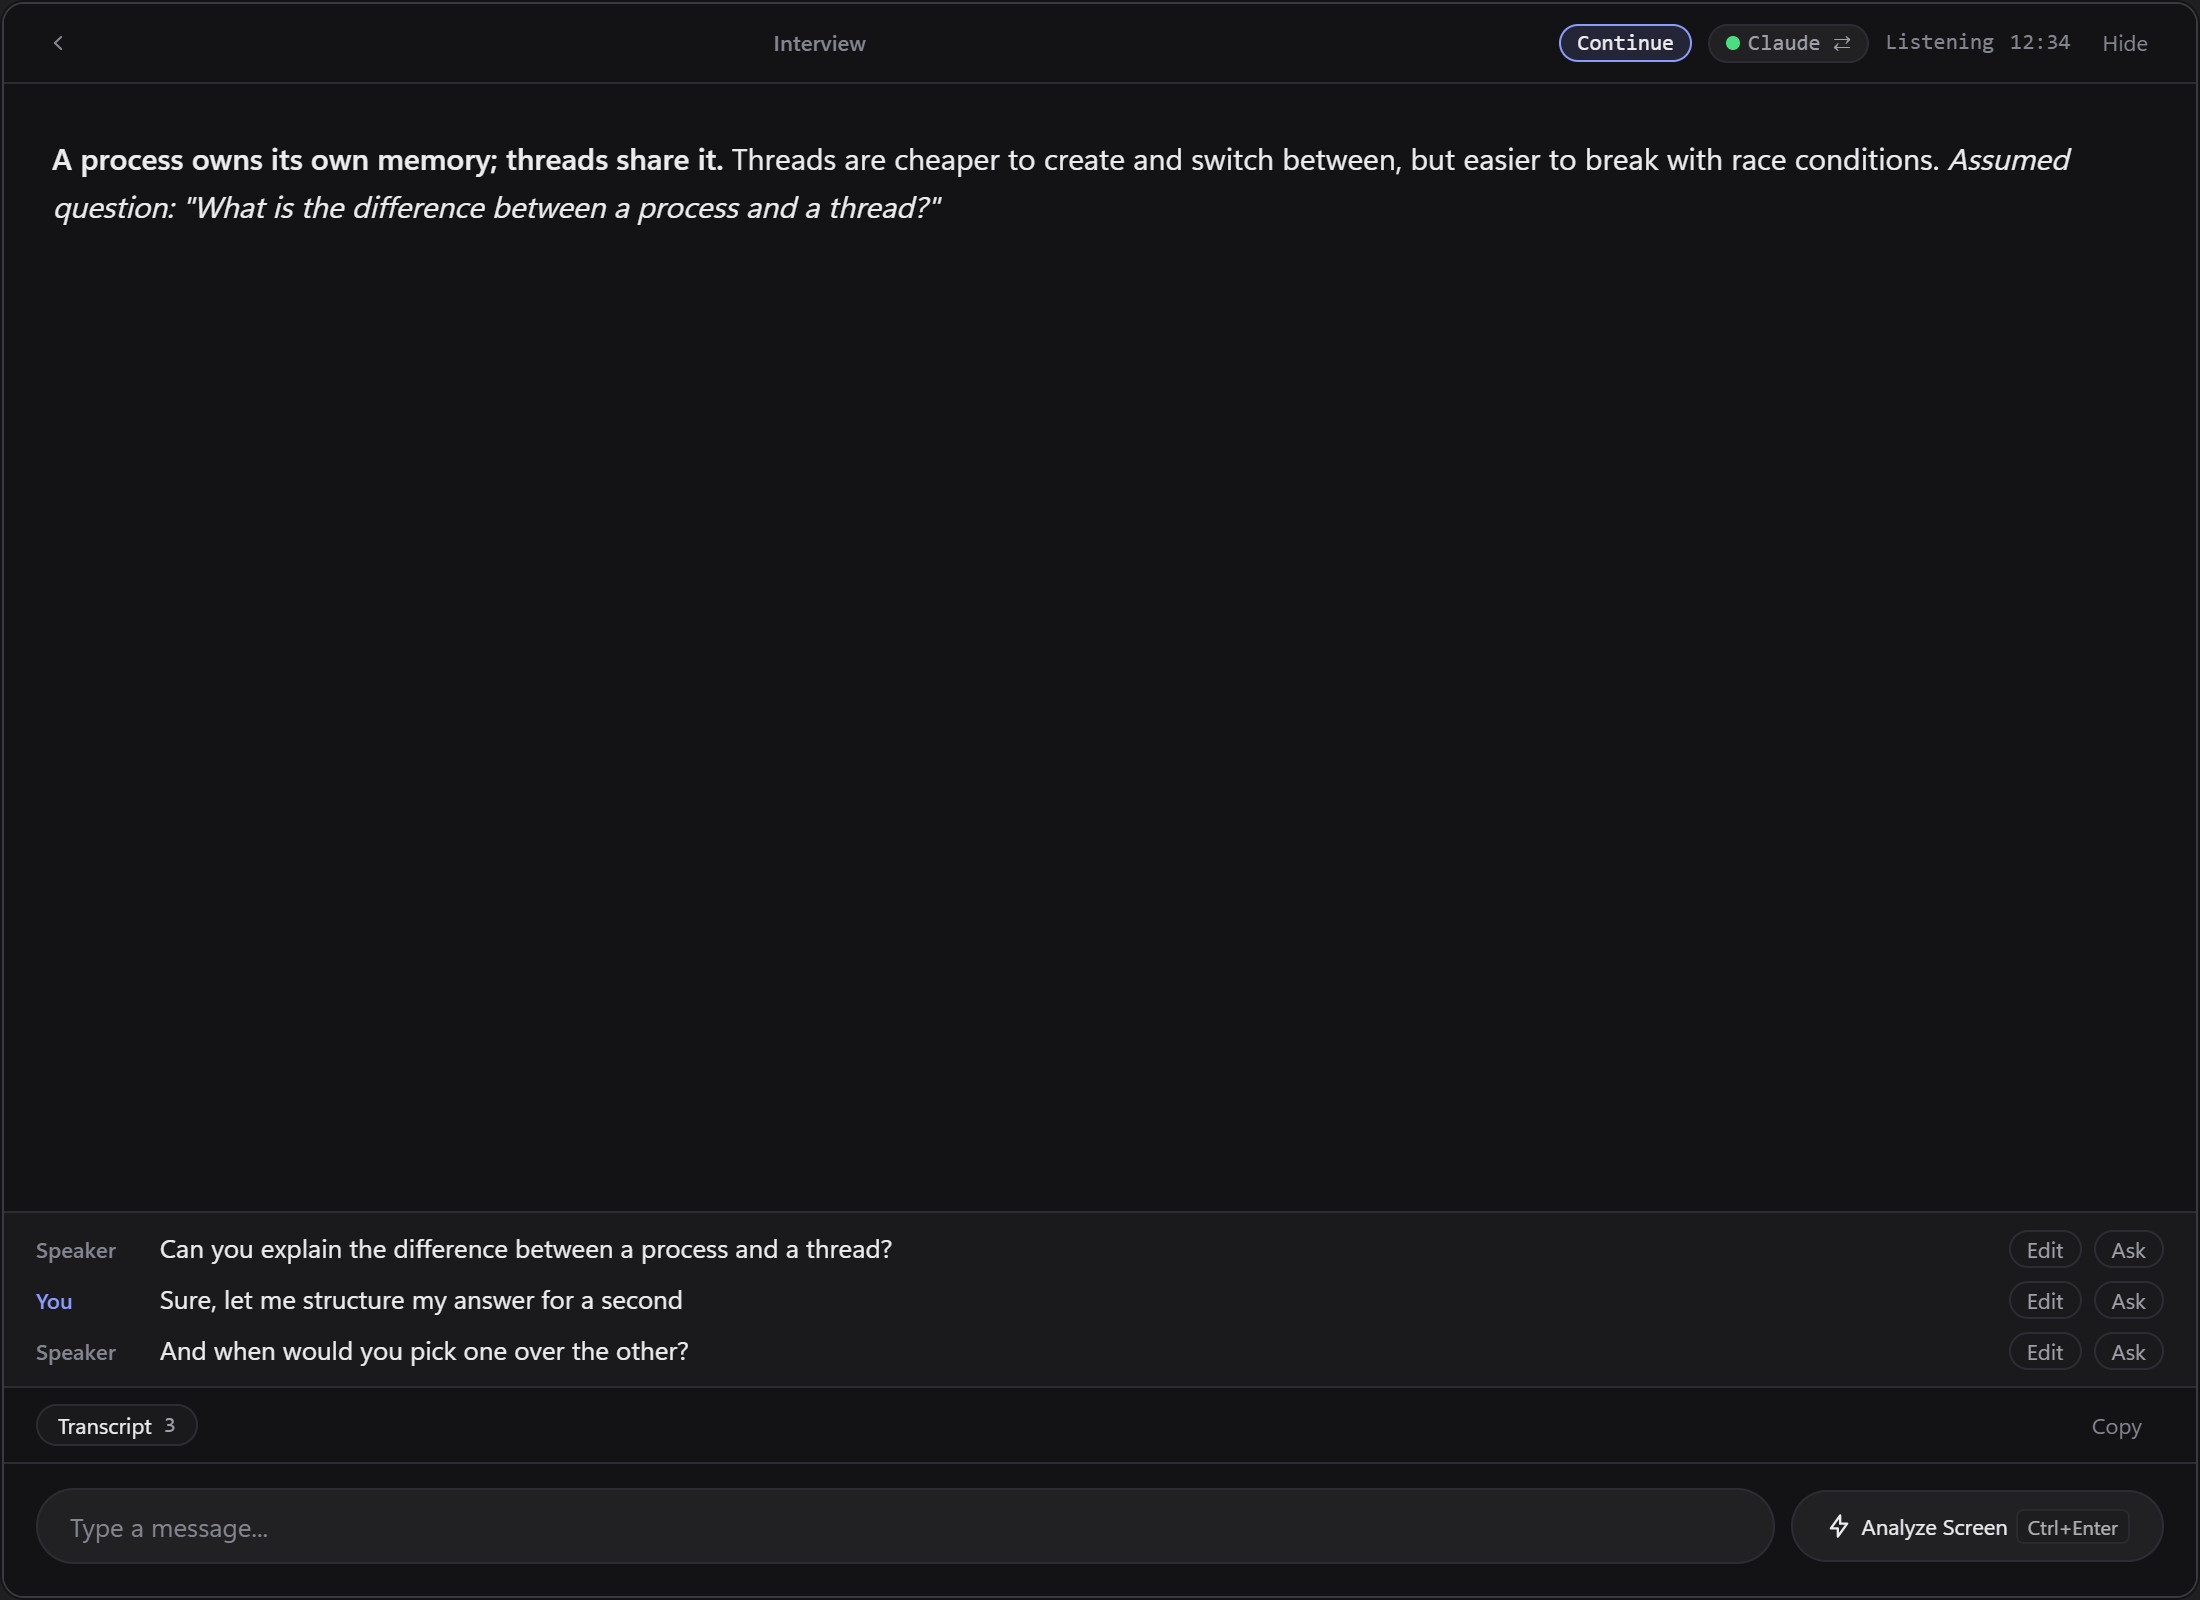 Interview
Continue
Claude ⇄
Listening 12:34
Hide
A process owns its own memory; threads share it. Threads are cheaper to create and switch between, but easier to break with race conditions. Assumed
question: "What is the difference between a process and a thread?"
Speaker Can you explain the difference between a process and a thread? Edit Ask
You Sure, let me structure my answer for a second Edit Ask
Speaker And when would you pick one over the other? Edit Ask
Transcript 3 Copy
Type a message... Analyze Screen Ctrl+Enter